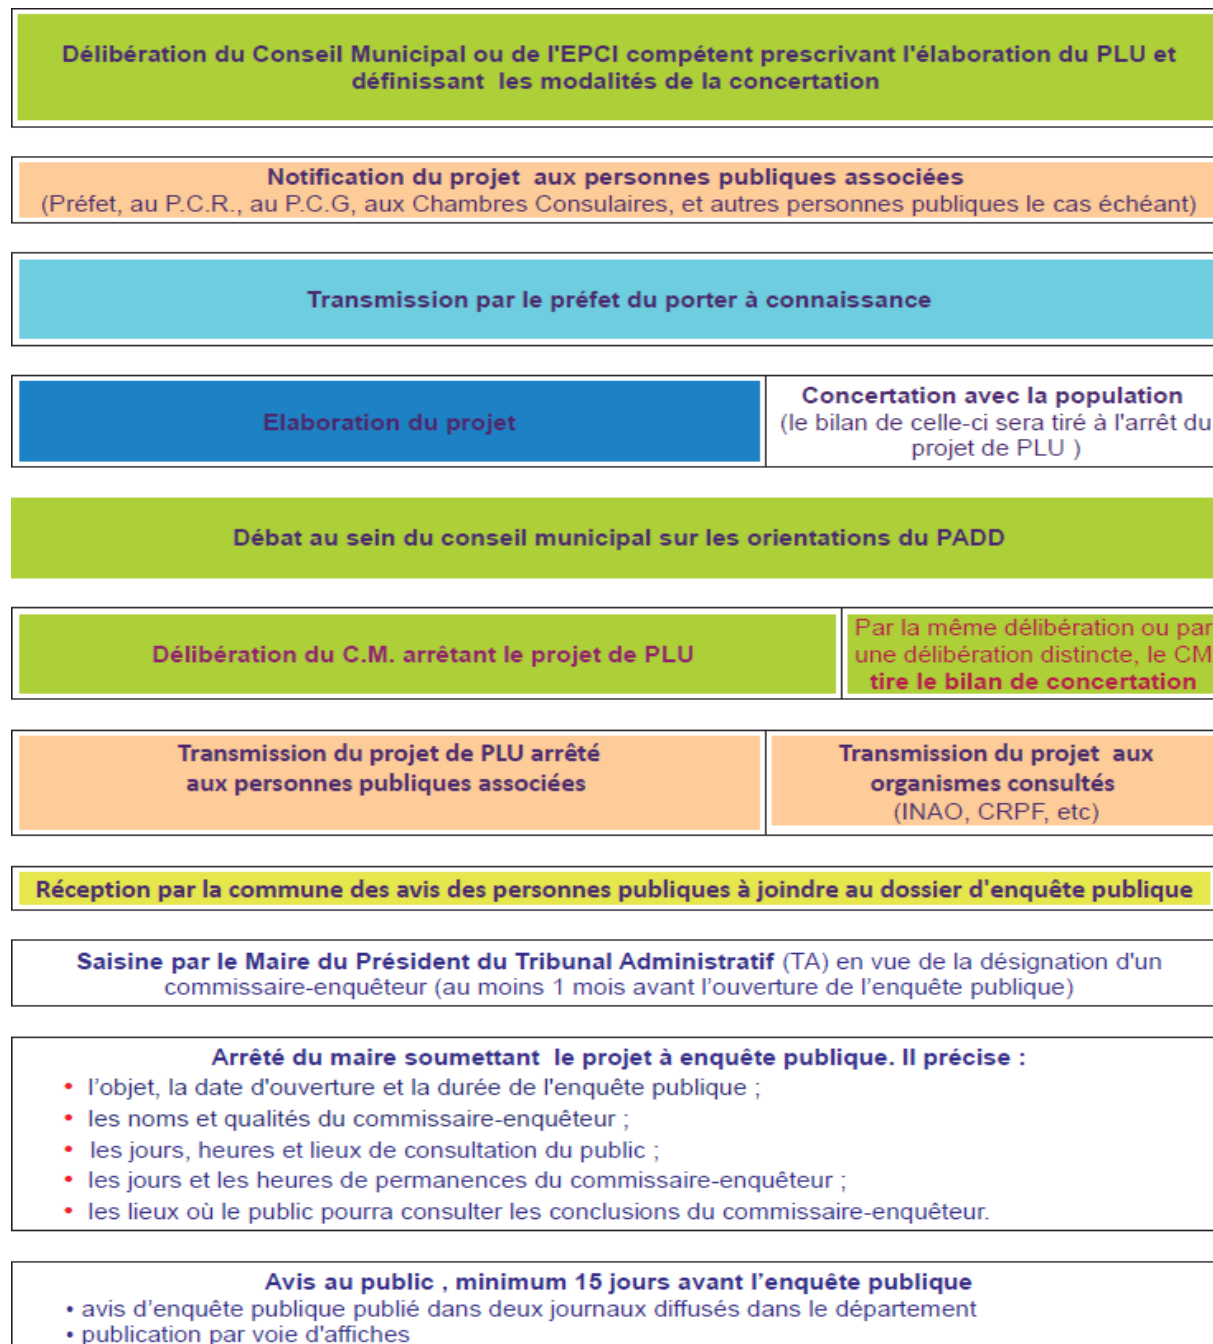 Délibération du Conseil Municipal ou de l'EPCI compétent prescrivant l'élaboration du PLU et
définissant les modalités de la concertation
Notification du projet aux personnes publiques associées
(Préfet, au P.C.R., au P.C.G, aux Chambres Consulaires, et autres personnes publiques le cas échéant)
Transmission par le préfet du porter à connaissance
Elaboration du projet
Concertation avec la population
(le bilan de celle-ci sera tiré à l'arrêt du
projet de PLU )
Débat au sein du conseil municipal sur les orientations du PADD
Délibération du C.M. arrêtant le projet de PLU
Par la même délibération ou par
une délibération distincte, le CM
tire le bilan de concertation
Transmission du projet de PLU arrêté
aux personnes publiques associées
Transmission du projet aux
organismes consultés
(INAO, CRPF, etc)
Réception par la commune des avis des personnes publiques à joindre au dossier d'enquête publique
Saisine par le Maire du Président du Tribunal Administratif (TA) en vue de la désignation d'un
commissaire-enquêteur (au moins 1 mois avant l’ouverture de l’enquête publique)
Arrêté du maire soumettant le projet à enquête publique. Il précise :
• l’objet, la date d'ouverture et la durée de l'enquête publique ;
• les noms et qualités du commissaire-enquêteur ;
• les jours, heures et lieux de consultation du public ;
• les jours et les heures de permanences du commissaire-enquêteur ;
• les lieux où le public pourra consulter les conclusions du commissaire-enquêteur.
Avis au public , minimum 15 jours avant l’enquête publique
• avis d’enquête publique publié dans deux journaux diffusés dans le département
• publication par voie d'affiches